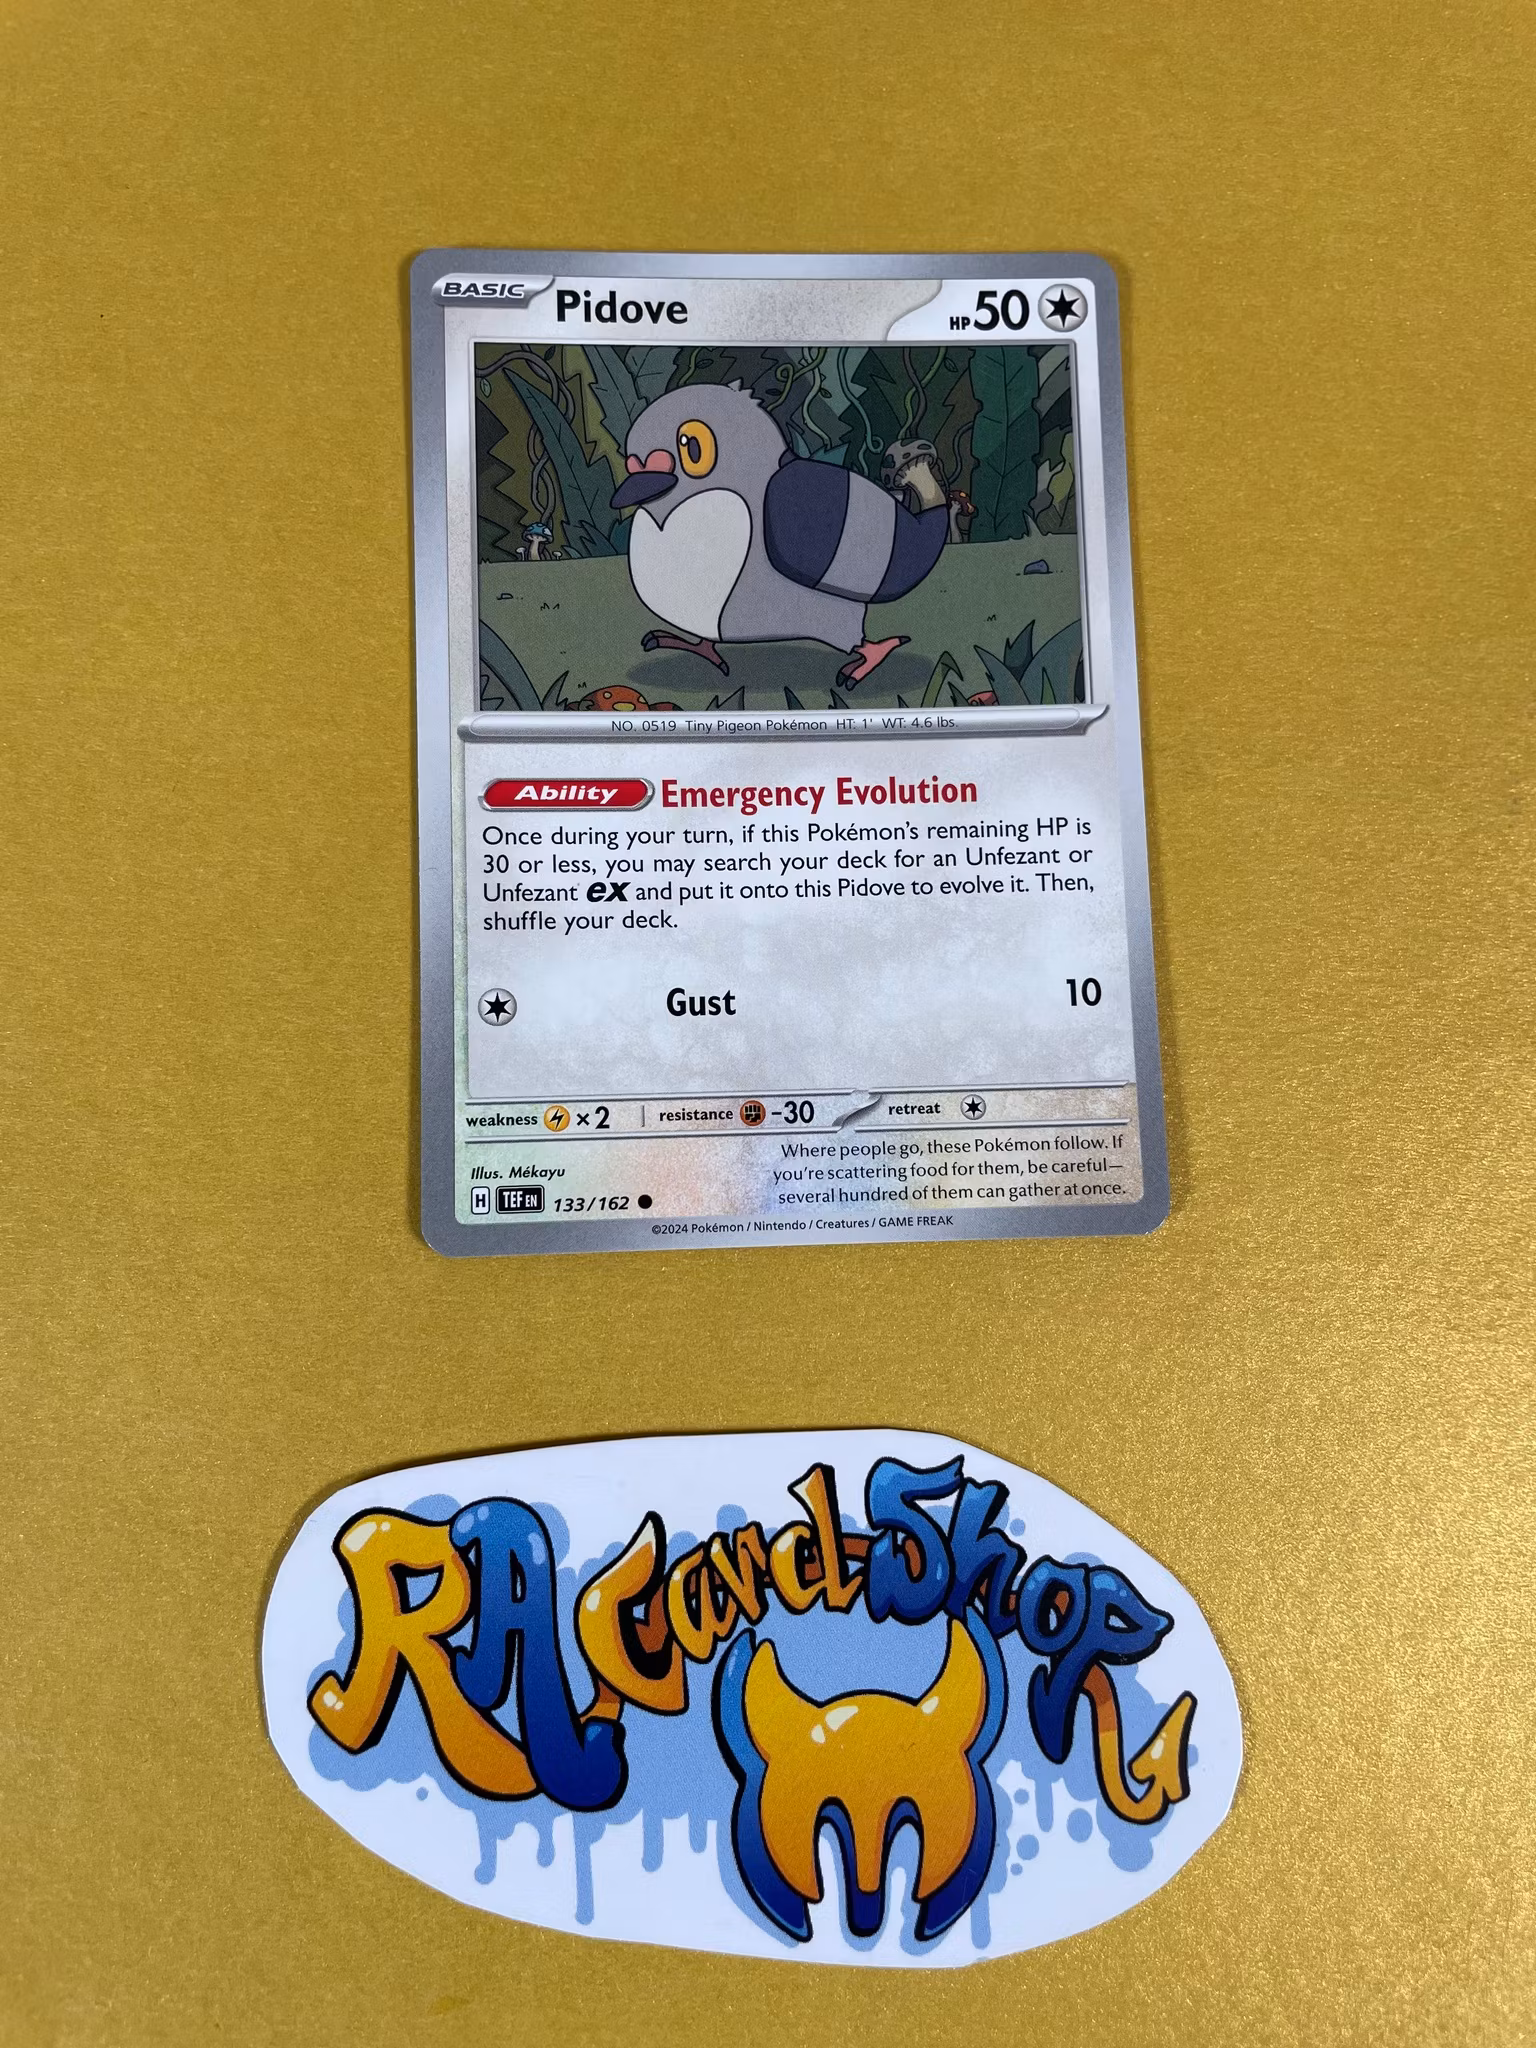 BASIC Pidove HP 50
NO. 0519 Tiny Pigeon Pokémon HT: 1' WT: 4.6 lbs.
Ability Emergency Evolution
Once during your turn, if this Pokémon's remaining HP is
30 or less, you may search your deck for an Unfezant or
Unfezant ex and put it onto this Pidove to evolve it. Then,
shuffle your deck.
Gust 10
weakness ×2 resistance -30 retreat
Where people go, these Pokémon follow. If
you're scattering food for them, be careful—
several hundred of them can gather at once.
Illus. Mékayu
H TEF EN 133/162
©2024 Pokémon / Nintendo / Creatures / GAME FREAK
RA Card Shop